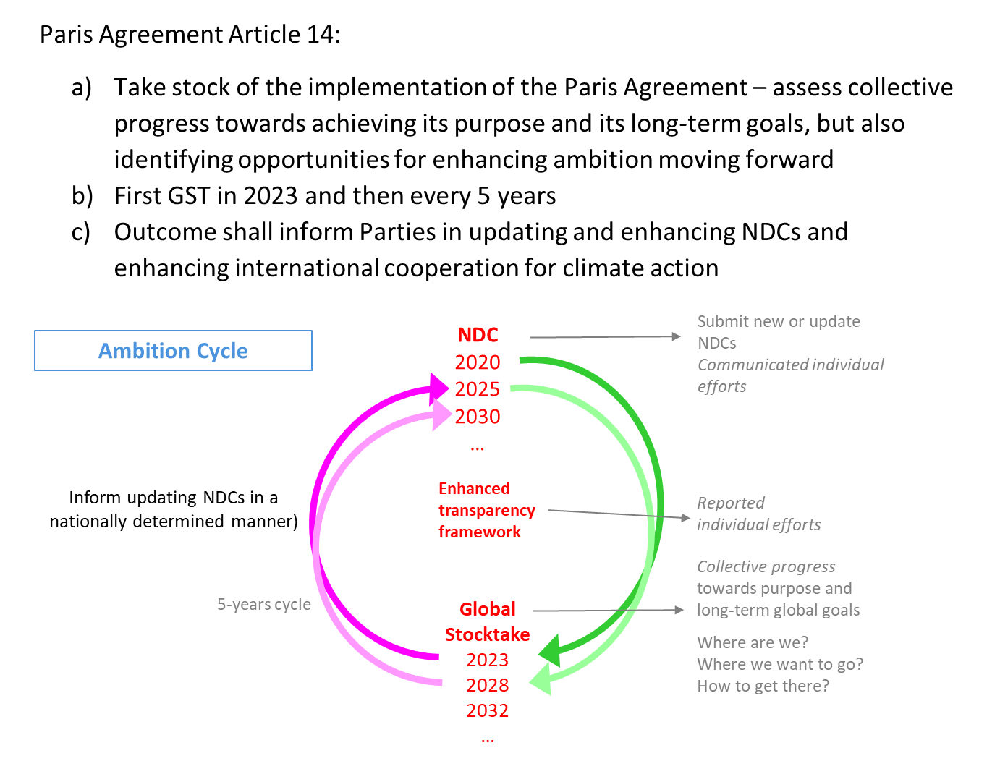 Paris Agreement Article 14:
a) Take stock of the implementation of the Paris Agreement – assess collective
progress towards achieving its purpose and its long-term goals, but also
identifying opportunities for enhancing ambition moving forward
b) First GST in 2023 and then every 5 years
c) Outcome shall inform Parties in updating and enhancing NDCs and
enhancing international cooperation for climate action
Ambition Cycle
NDC
2020
2025
2030
...
Submit new or update
NDCs
Communicated individual
efforts
Inform updating NDCs in a
nationally determined manner)
Enhanced
transparency
framework
Reported
individual efforts
5-years cycle
Global
Stocktake
2023
2028
2032
...
Collective progress
towards purpose and
long-term global goals
Where are we?
Where we want to go?
How to get there?